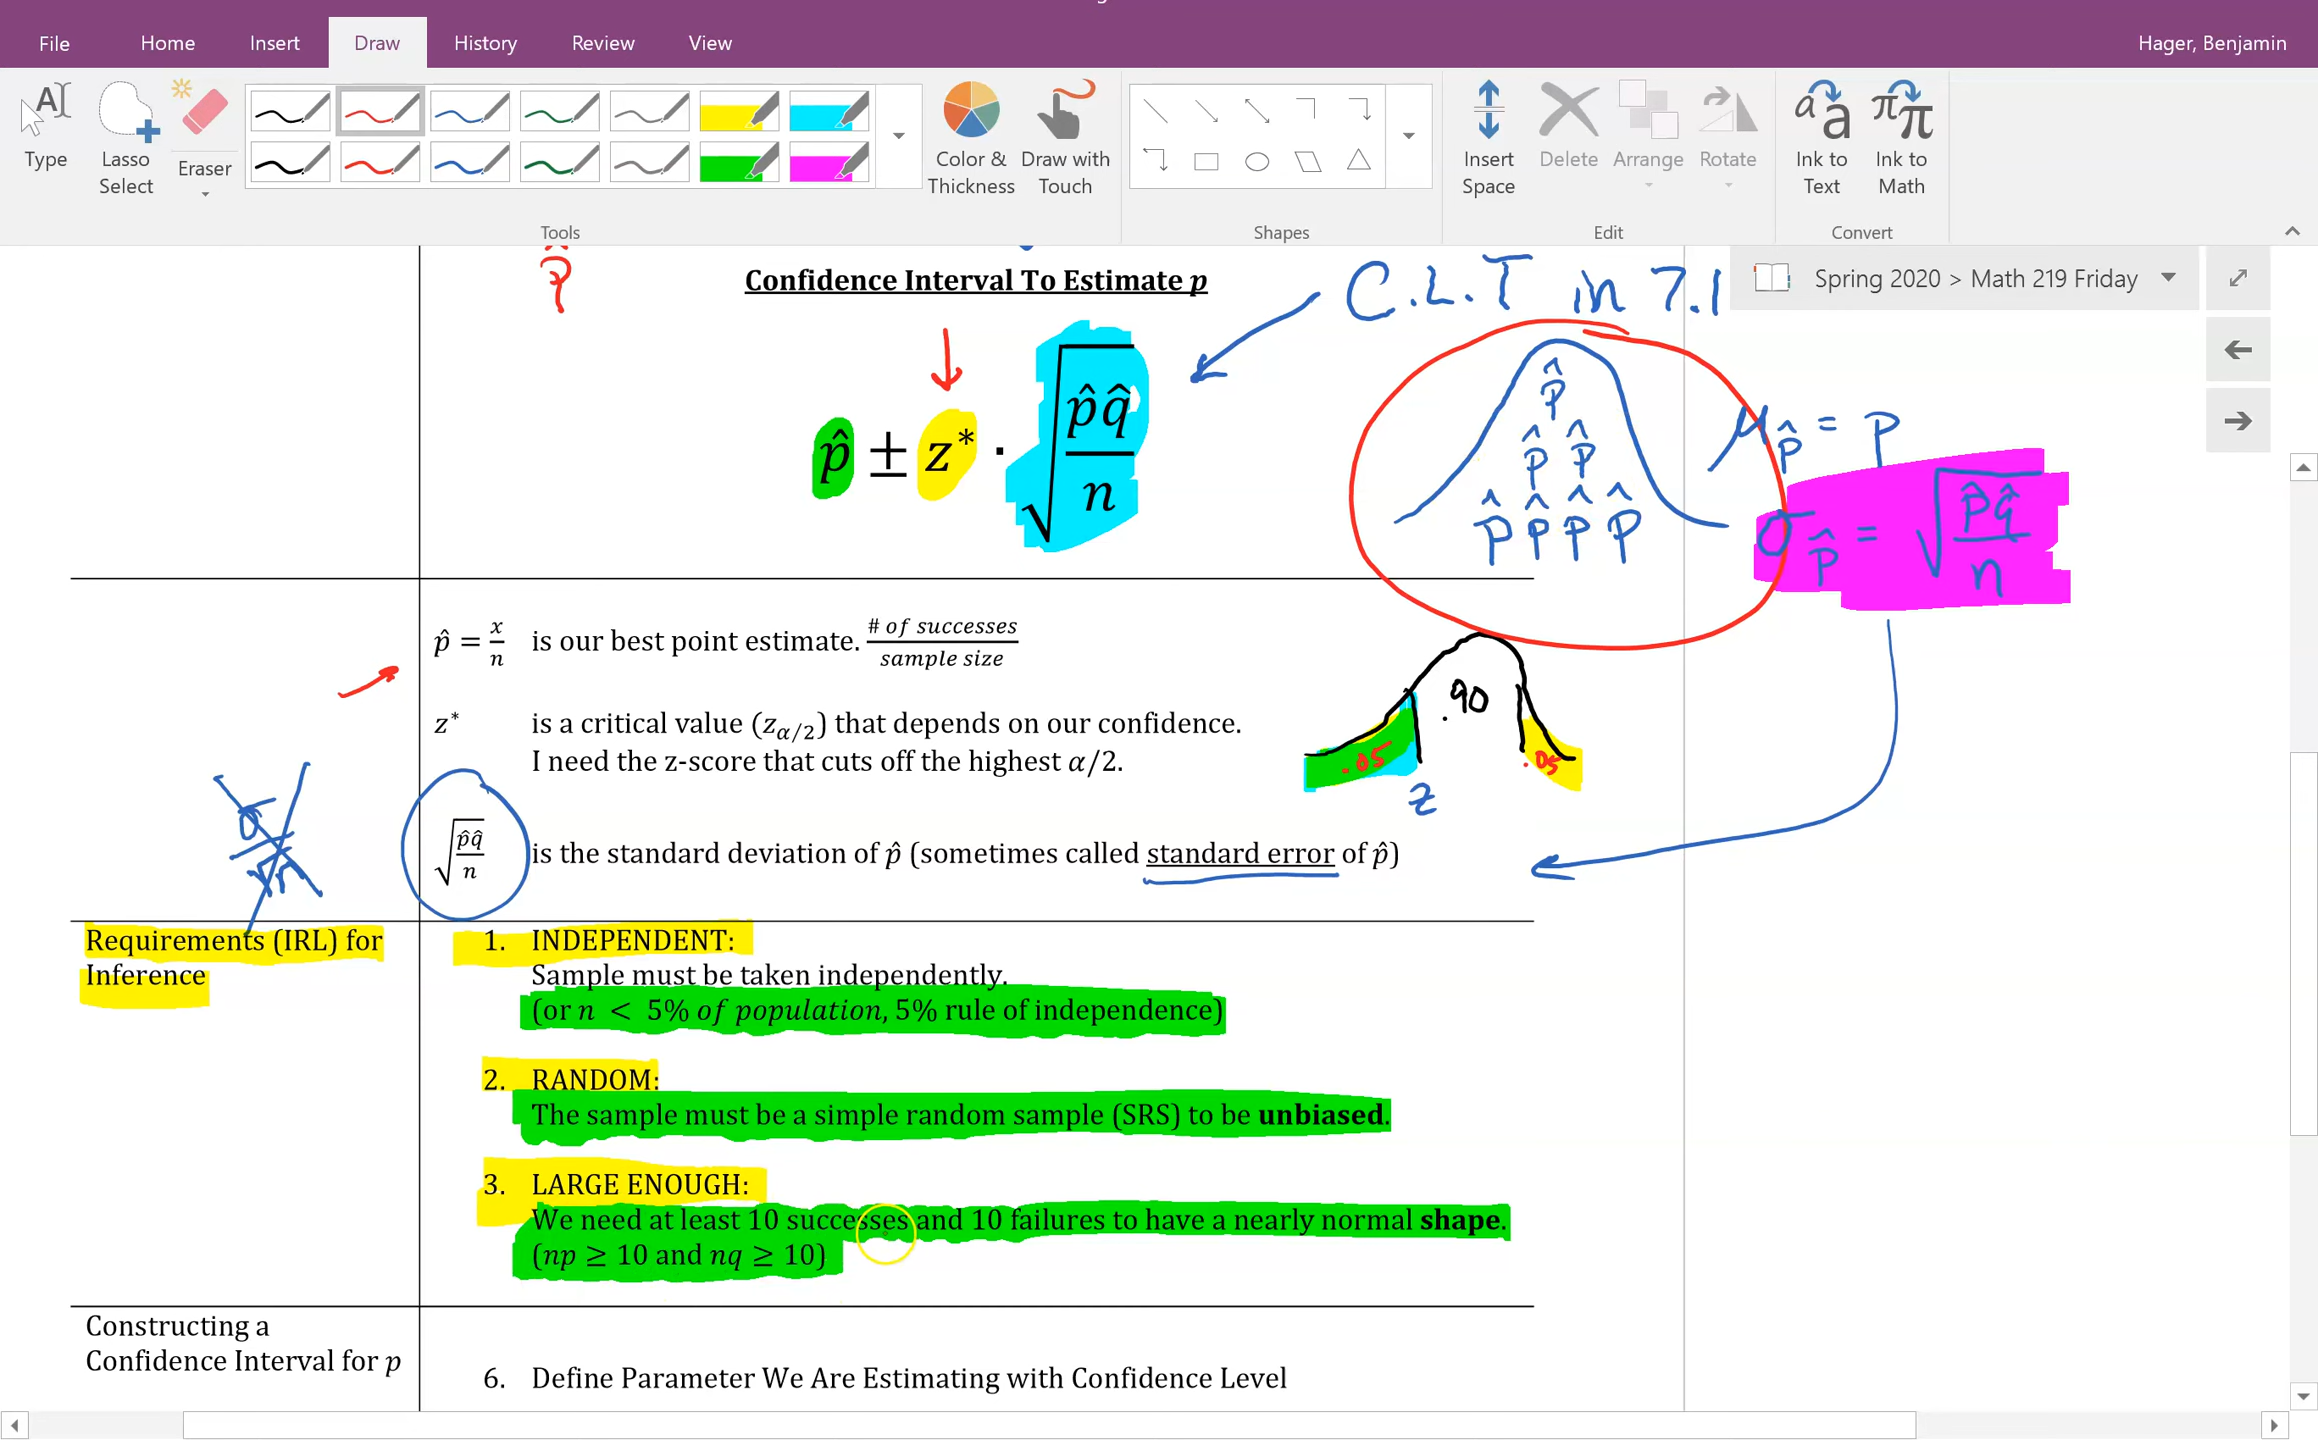 File Home Insert Draw History Review View Hager, Benjamin
Type Lasso Select Eraser Color & Thickness Draw with Touch Insert Space Delete Arrange Rotate Ink to Text Ink to Math
Tools Shapes Edit Convert
Spring 2020 > Math 219 Friday
p̂
Confidence Interval To Estimate p
C.L.T in 7.1
p̂ ± z* · √(p̂q̂/n)
p̂
p̂ p̂
p̂ p̂ p̂ p̂
μp̂ = p
σp̂ = √(p̂q̂/n)
p̂ = x/n is our best point estimate. # of successes/sample size
z* is a critical value (zα/2) that depends on our confidence.
I need the z-score that cuts off the highest α/2.
.90
.05 .05
z
σ/√n
√(p̂q̂/n) is the standard deviation of p̂ (sometimes called standard error of p̂)
Requirements (IRL) for
Inference
1. INDEPENDENT:
Sample must be taken independently.
(or n < 5% of population, 5% rule of independence)
2. RANDOM:
The sample must be a simple random sample (SRS) to be unbiased.
3. LARGE ENOUGH:
We need at least 10 successes and 10 failures to have a nearly normal shape.
(np ≥ 10 and nq ≥ 10)
Constructing a
Confidence Interval for p
6. Define Parameter We Are Estimating with Confidence Level